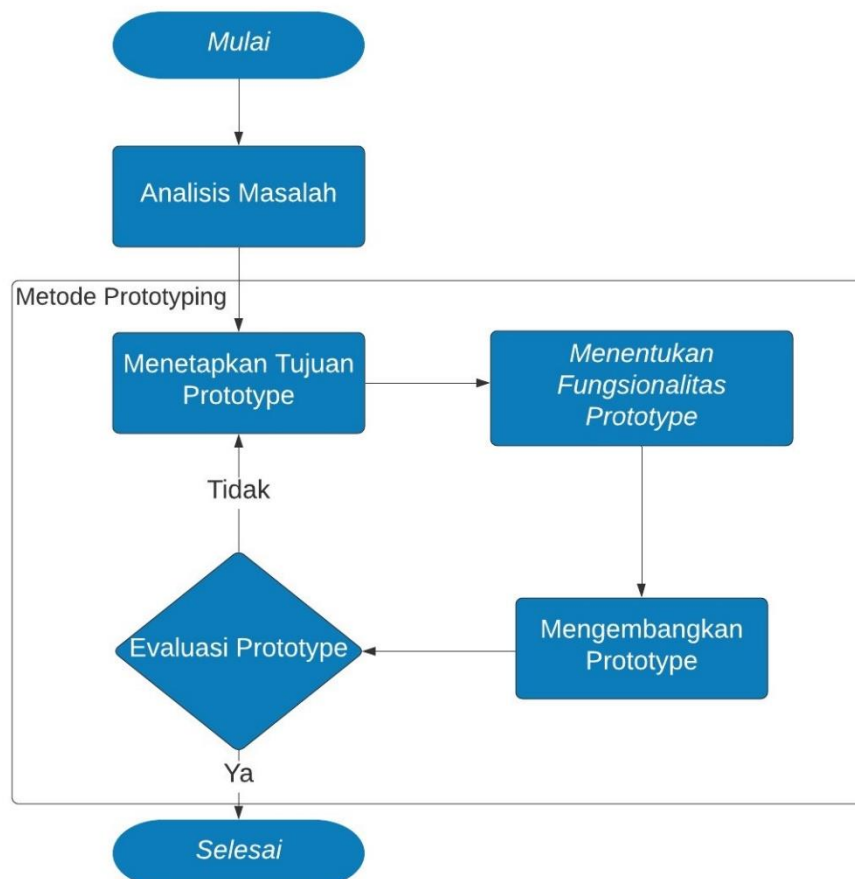 Mulai
Analisis Masalah
Metode Prototyping
Menetapkan Tujuan
Prototype
Menentukan
Fungsionalitas
Prototype
Tidak
Evaluasi Prototype
Mengembangkan
Prototype
Ya
Selesai